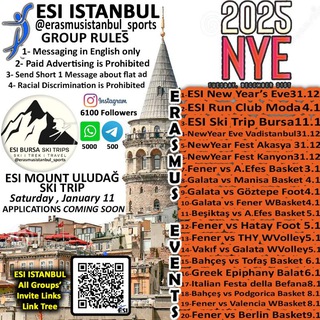 ESI ISTANBUL
@erasmusistanbul_sports
GROUP RULES
1- Messaging in English only
2- Paid Advertising is Prohibited
3- Send Short 1 Message about flat ad
4- Racial Discrimination is Prohibited
Instagram
6100 Followers
5000
500
ESI BURSA SKI TRIPS
SKI I TREK I TRAVEL
@erasmusistanbul_sports
ESI MOUNT ULUDAĞ
SKI TRIP
Saturday, January 11
APPLICATIONS COMING SOON
ESI ISTANBUL
All Groups'
Invite Links
Link Tree
ERASMUS EVENTS
2025
NYE
TUESDAY, DECEMBER
1-ESI New Year's Eve31.12
2-ESI Run Club Moda4.1
3-ESI Ski Trip Bursa11.1
4-NewYear Eve Vadistanbul31.12
5-NewYear Fest Akasya 31.12
6-NewYear Fest Kanyon31.12
7-Fener vs A.Efes Basket3.1
8-Galata vs Manisa Basket 4.1
9-Galata vs Göztepe Foot4.1
10-Galata vs Fener WBasket4.1
11-Beşiktaş vs A.Efes Basket5.1
12-Fener vs Hatay Foot 5.1
13-Fener vs THY WVolley5.1
14-Vakıf vs Galata WVolley5.1
15-Bahçeş vs Tofaş Basket 6.1
16-Greek Epiphany Balat6.1
17-Italian Festa della Befana8.1
18-Bahçeş vs Podgorica Basket 8.1
19-Fener vs Valencia WBasket8.1
20-Fener vs Berlin Basket9.1